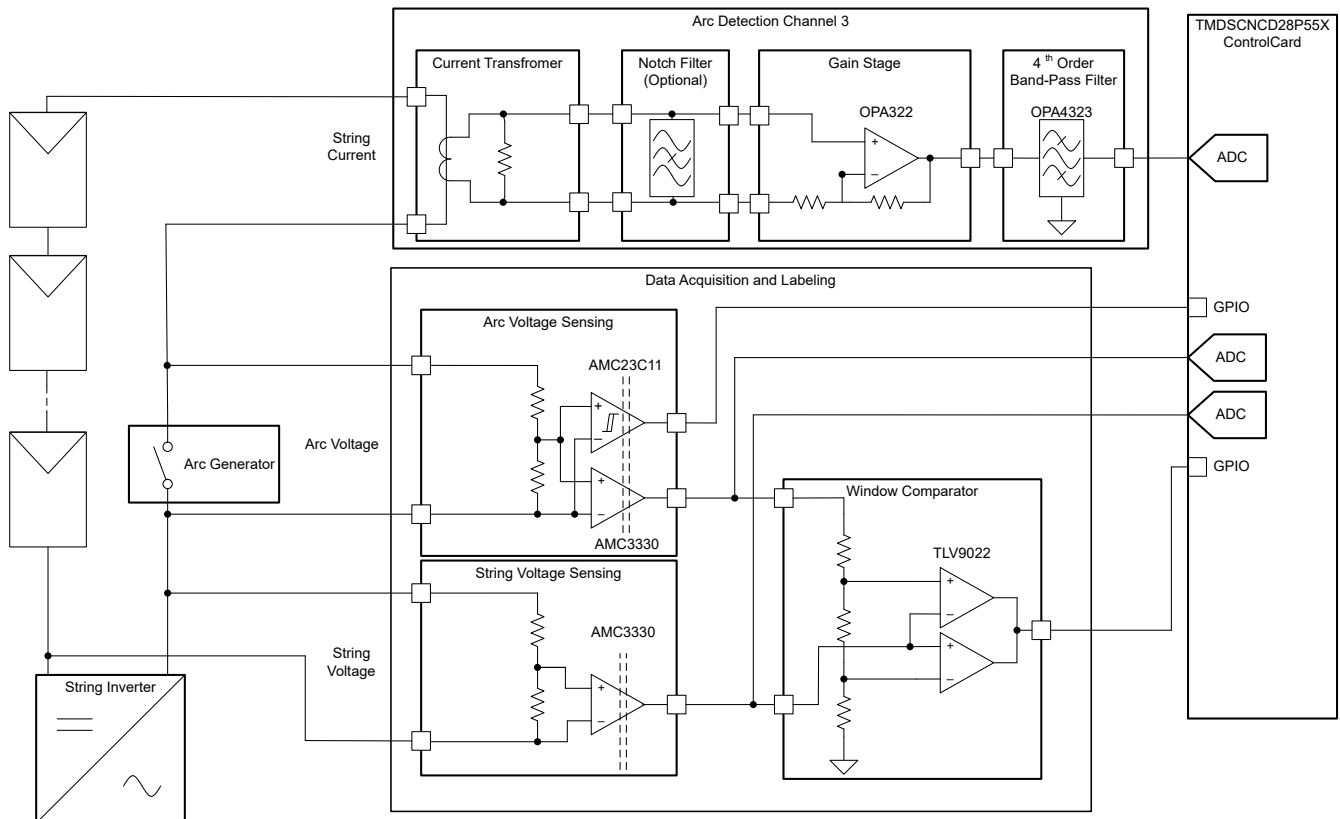 Arc Detection Channel 3
TMDSCNCD28P55X
ControlCard
Current Transfromer
Notch Filter
(Optional)
Gain Stage
4 th Order
Band-Pass Filter
OPA322
OPA4323
String
Current
+
−
ADC
Data Acquisition and Labeling
GPIO
Arc Voltage Sensing
AMC23C11
ADC
+
−
ADC
Arc Voltage
Arc Generator
GPIO
+
−
Window Comparator
AMC3330
TLV9022
String Voltage Sensing
+
−
AMC3330
String
Voltage
+
−
+
−
String Inverter